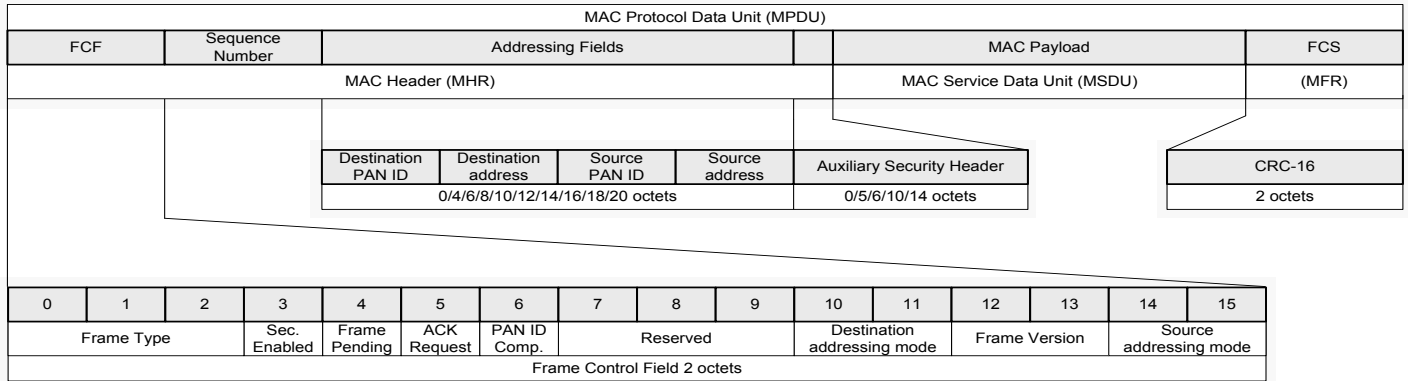 MAC Protocol Data Unit (MPDU)
FCF Sequence Number Addressing Fields MAC Payload FCS
MAC Header (MHR) MAC Service Data Unit (MSDU) (MFR)
Destination PAN ID Destination address Source PAN ID Source address Auxiliary Security Header CRC-16
0/4/6/8/10/12/14/16/18/20 octets 0/5/6/10/14 octets 2 octets
0 1 2 3 4 5 6 7 8 9 10 11 12 13 14 15
Frame Type Sec. Enabled Frame Pending ACK Request PAN ID Comp. Reserved Destination addressing mode Frame Version Source addressing mode
Frame Control Field 2 octets